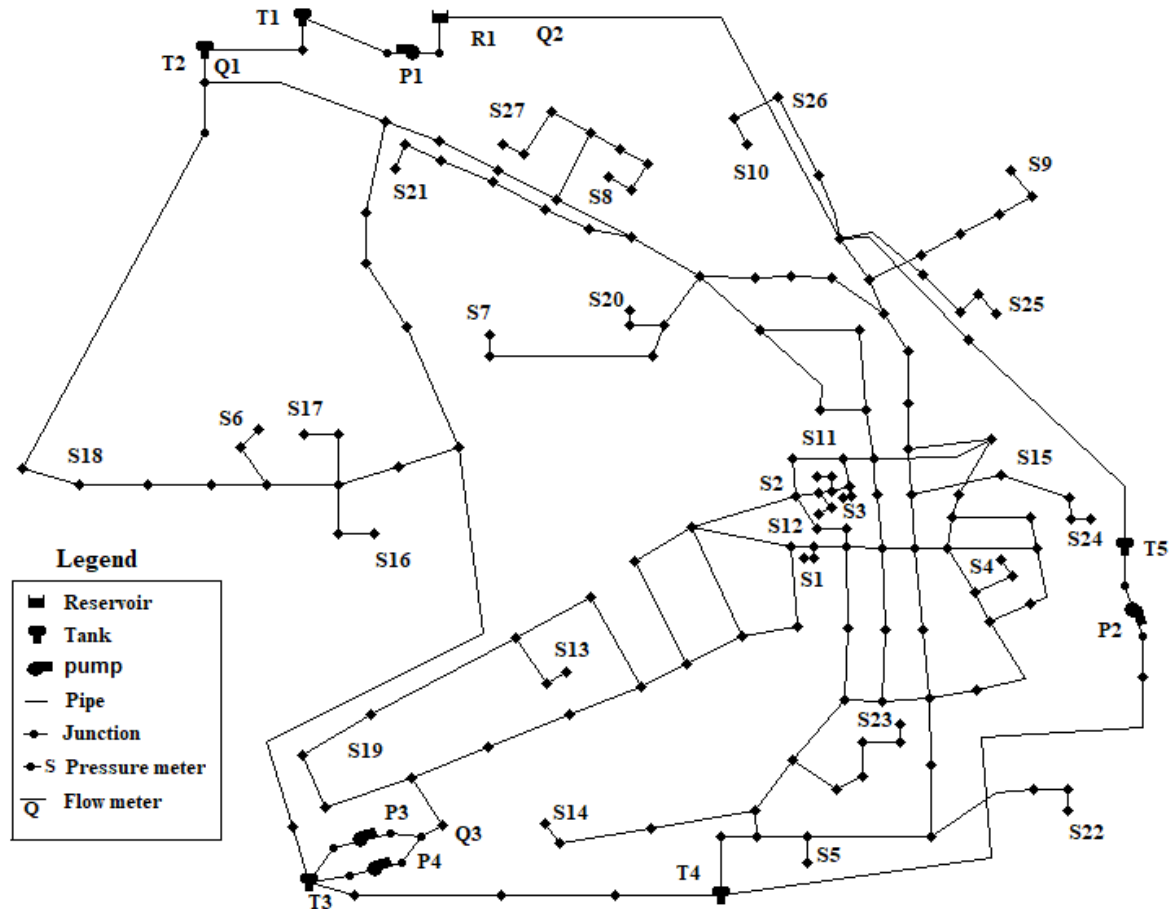 T1
R1
Q2
T2
Q1
P1
S27
S26
S10
S9
S21
S8
S7
S20
S25
S6
S17
S11
S18
S2
S15
S3
S12
S24
S16
S1
S4
T5
P2
S13
S23
S19
S14
S22
P3
Q3
P4
S5
T4
T3
Legend
Reservoir
Tank
pump
Pipe
Junction
S Pressure meter
Q Flow meter